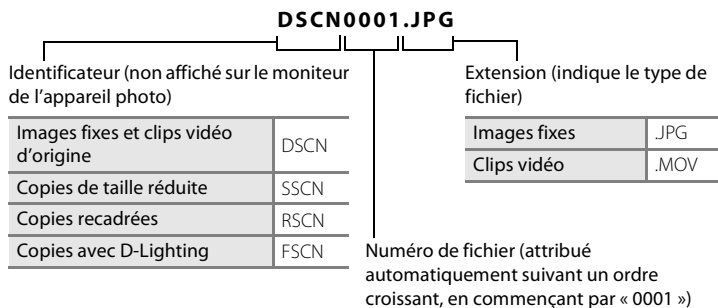 DSCN0001.JPG
Identificateur (non affiché sur le moniteur
de l'appareil photo)
Images fixes et clips vidéo
d'origine
DSCN
Copies de taille réduite
SSCN
Copies recadrées
RSCN
Copies avec D-Lighting
FSCN
Extension (indique le type de
fichier)
Images fixes
.JPG
Clips vidéo
.MOV
Numéro de fichier (attribué
automatiquement suivant un ordre
croissant, en commençant par « 0001 »)